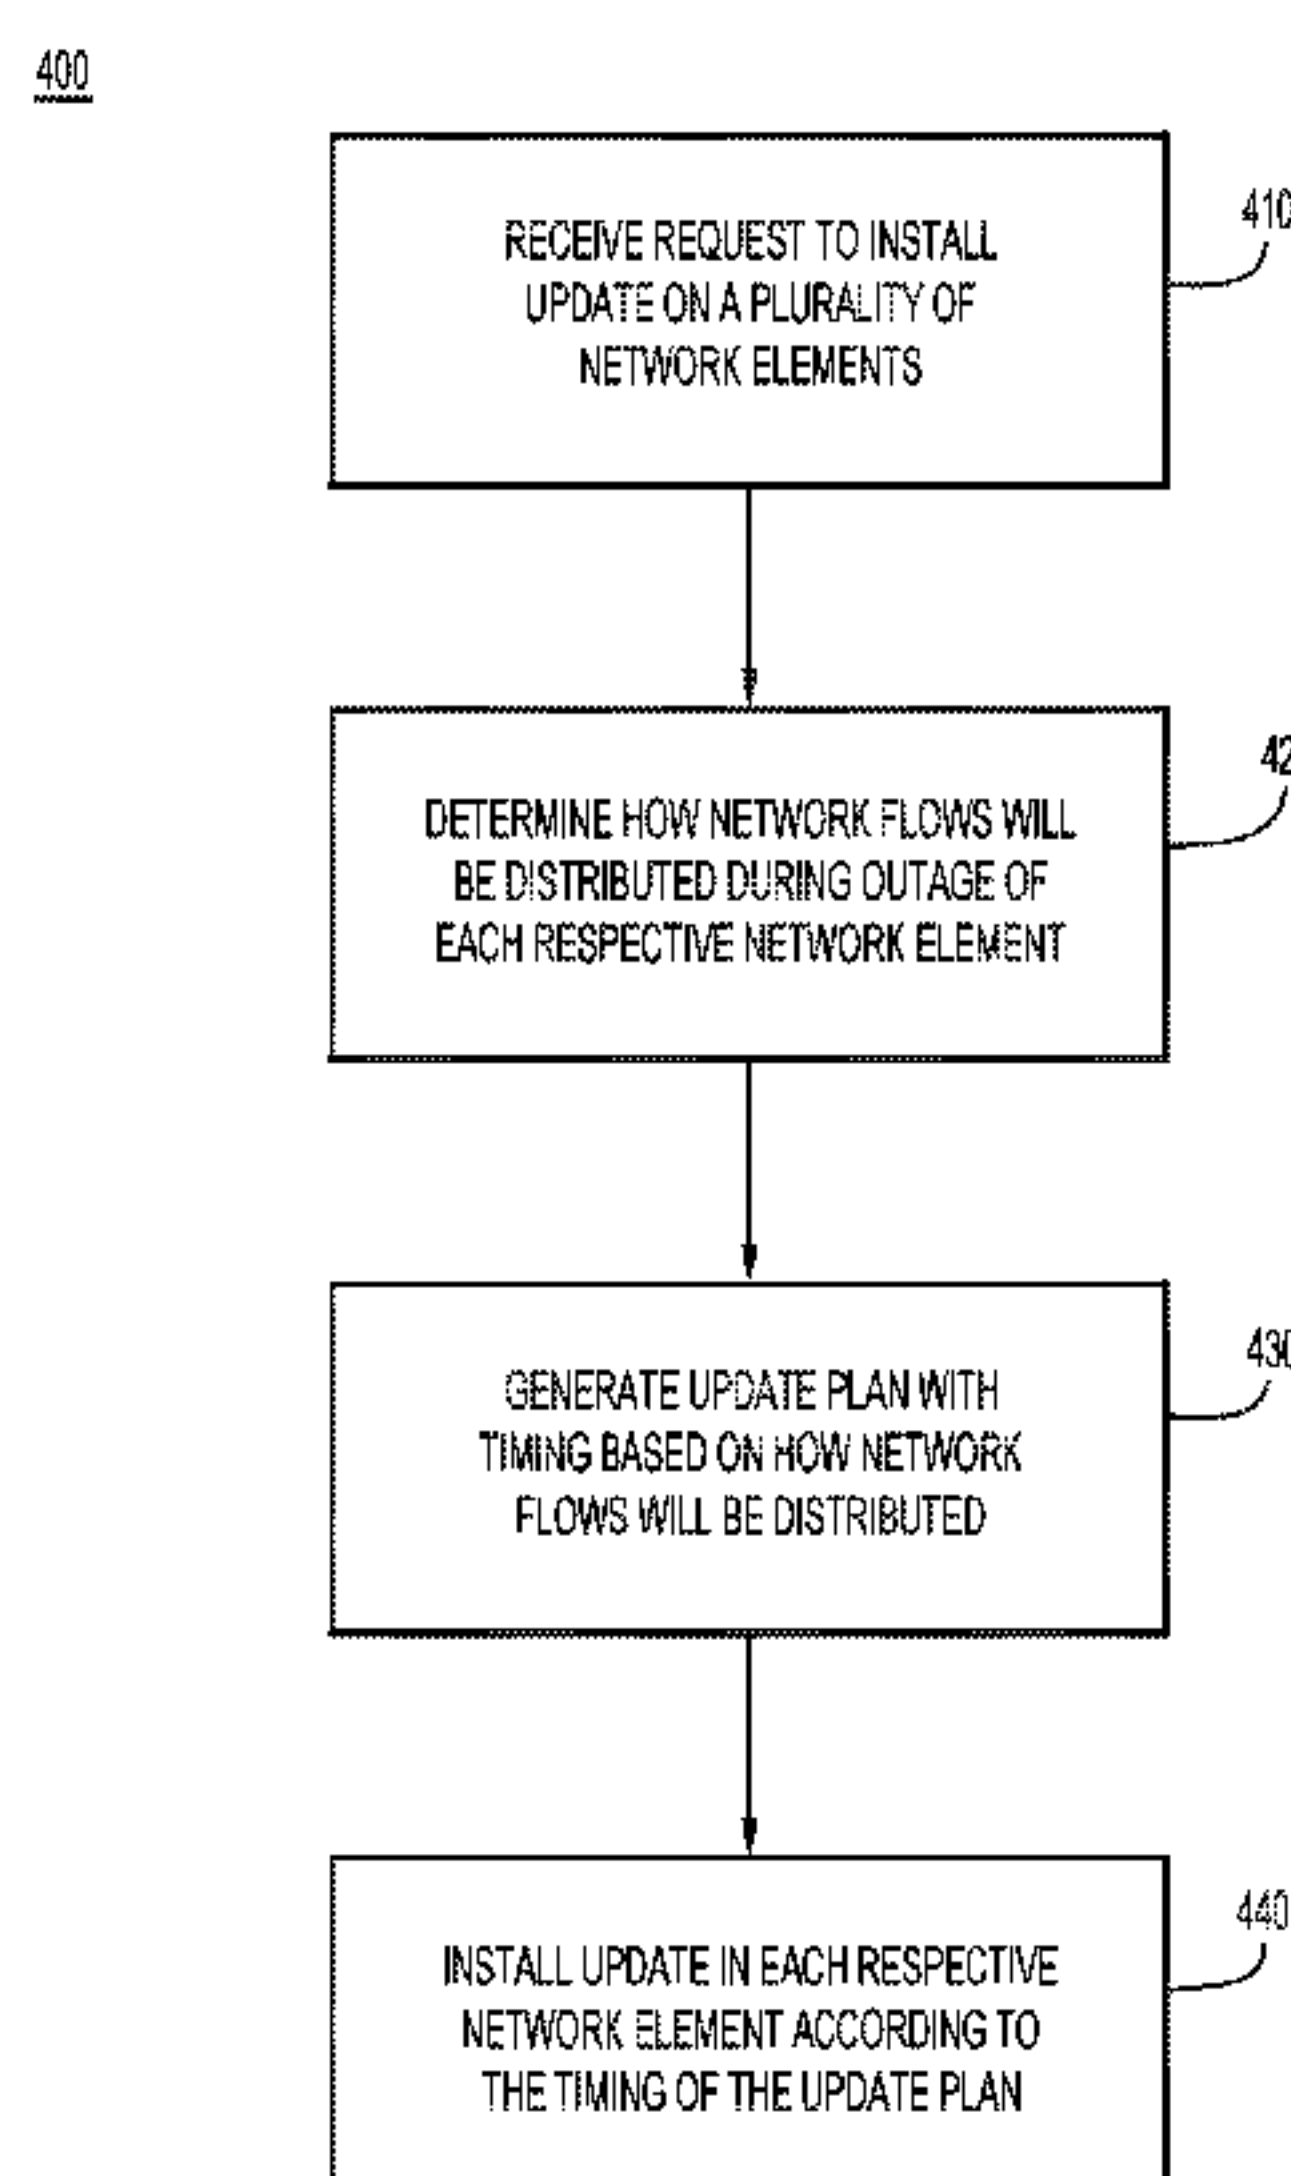 400
RECEIVE REQUEST TO INSTALL
UPDATE ON A PLURALITY OF
NETWORK ELEMENTS
410
DETERMINE HOW NETWORK FLOWS WILL
BE DISTRIBUTED DURING OUTAGE OF
EACH RESPECTIVE NETWORK ELEMENT
42
GENERATE UPDATE PLAN WITH
TIMING BASED ON HOW NETWORK
FLOWS WILL BE DISTRIBUTED
430
INSTALL UPDATE IN EACH RESPECTIVE
NETWORK ELEMENT ACCORDING TO
THE TIMING OF THE UPDATE PLAN
440